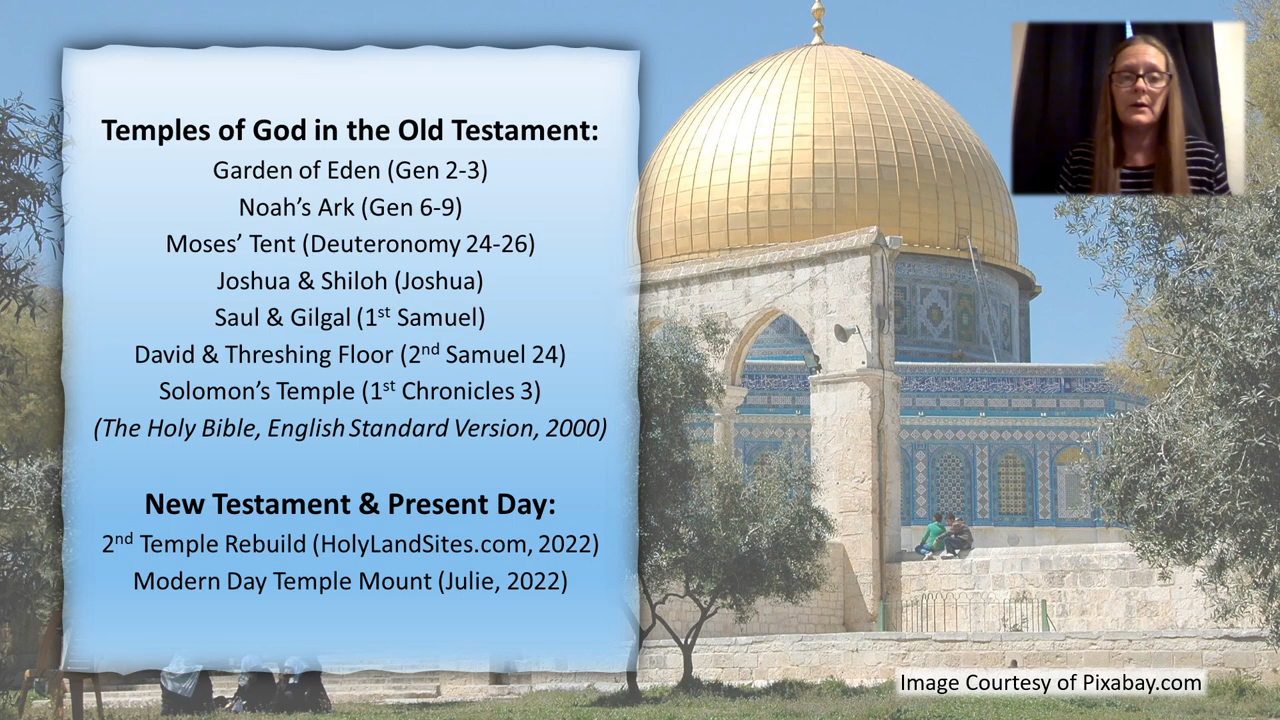 Temples of God in the Old Testament:
Garden of Eden (Gen 2-3)
Noah’s Ark (Gen 6-9)
Moses’ Tent (Deuteronomy 24-26)
Joshua & Shiloh (Joshua)
Saul & Gilgal (1st Samuel)
David & Threshing Floor (2nd Samuel 24)
Solomon’s Temple (1st Chronicles 3)
(The Holy Bible, English Standard Version, 2000)
New Testament & Present Day:
2nd Temple Rebuild (HolyLandSites.com, 2022)
Modern Day Temple Mount (Julie, 2022)
Image Courtesy of Pixabay.com